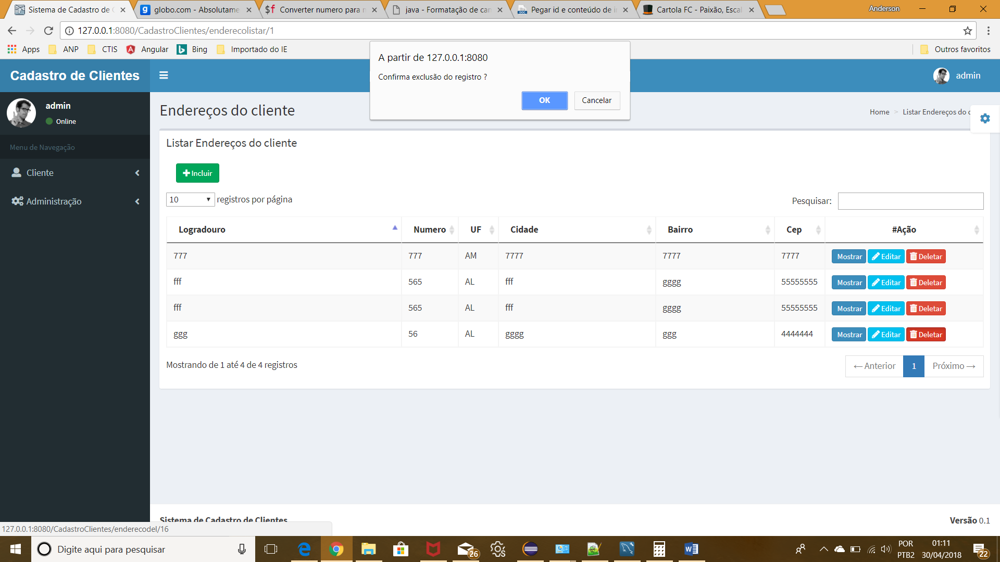 Sistema de Cadastro de C
globo.com - Absolutame
Converter numero para n
java - Formatação de can
Pegar id e conteúdo de i
Cartola FC - Paixão, Escal
Anderson
127.0.0.1:8080/CadastroClientes/enderecolistar/1
Apps ANP CTIS Angular Bing Importado do IE Outros favoritos
A partir de 127.0.0.1:8080
Confirma exclusão do registro ?
OK Cancelar
Cadastro de Clientes
admin
admin
Online
Menu de Navegação
Cliente
Administração
Endereços do cliente
Home > Listar Endereços do c
Listar Endereços do cliente
Incluir
10 registros por página
Pesquisar:
Logradouro Numero UF Cidade Bairro Cep #Ação
777 777 AM 7777 7777 7777 Mostrar Editar Deletar
fff 565 AL fff gggg 55555555 Mostrar Editar Deletar
fff 565 AL fff gggg 55555555 Mostrar Editar Deletar
ggg 56 AL gggg ggg 4444444 Mostrar Editar Deletar
Mostrando de 1 até 4 de 4 registros
← Anterior 1 Próximo →
Sistema de Cadastro de Clientes
Versão 0.1
127.0.0.1:8080/CadastroClientes/enderecodel/16
Digite aqui para pesquisar
26
POR
PTB2
01:11
30/04/2018
22